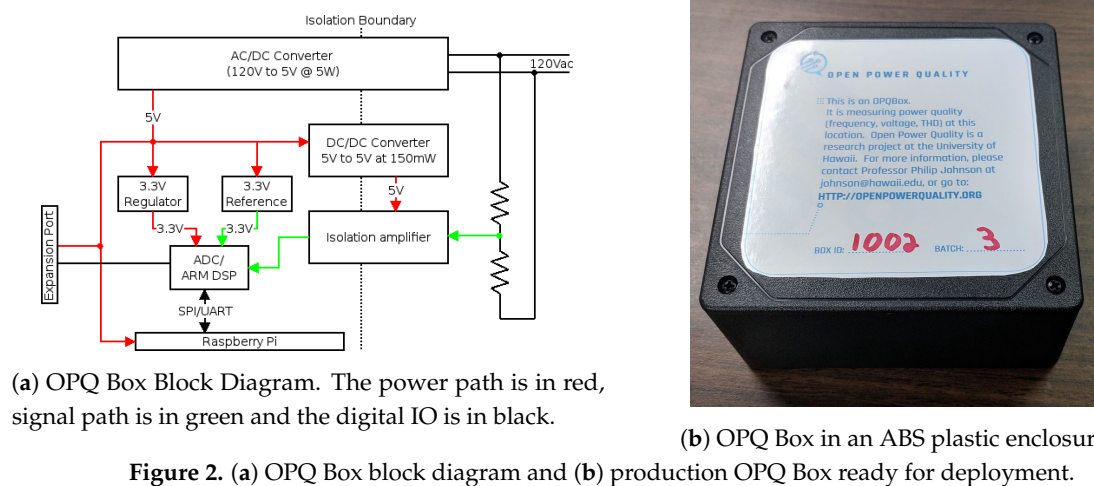 Isolation Boundary
AC/DC Converter
(120V to 5V @ 5W)
120Vac
5V
DC/DC Converter
5V to 5V at 150mW
3.3V
Regulator
3.3V
Reference
5V
3.3V
3.3V
Isolation amplifier
Expansion Port
ADC/
ARM DSP
SPI/UART
Raspberry Pi
(a) OPQ Box Block Diagram. The power path is in red,
signal path is in green and the digital IO is in black.
OPEN POWER QUALITY
This is an OPQBox.
It is measuring power quality
(frequency, voltage, THD) at this
location. Open Power Quality is a
research project at the University of
Hawaii. For more information, please
contact Professor Philip Johnson at
johnson@hawaii.edu, or go to:
HTTP://OPENPOWERQUALITY.ORG
BOX ID: 1002 BATCH: 3
(b) OPQ Box in an ABS plastic enclosur
Figure 2. (a) OPQ Box block diagram and (b) production OPQ Box ready for deployment.